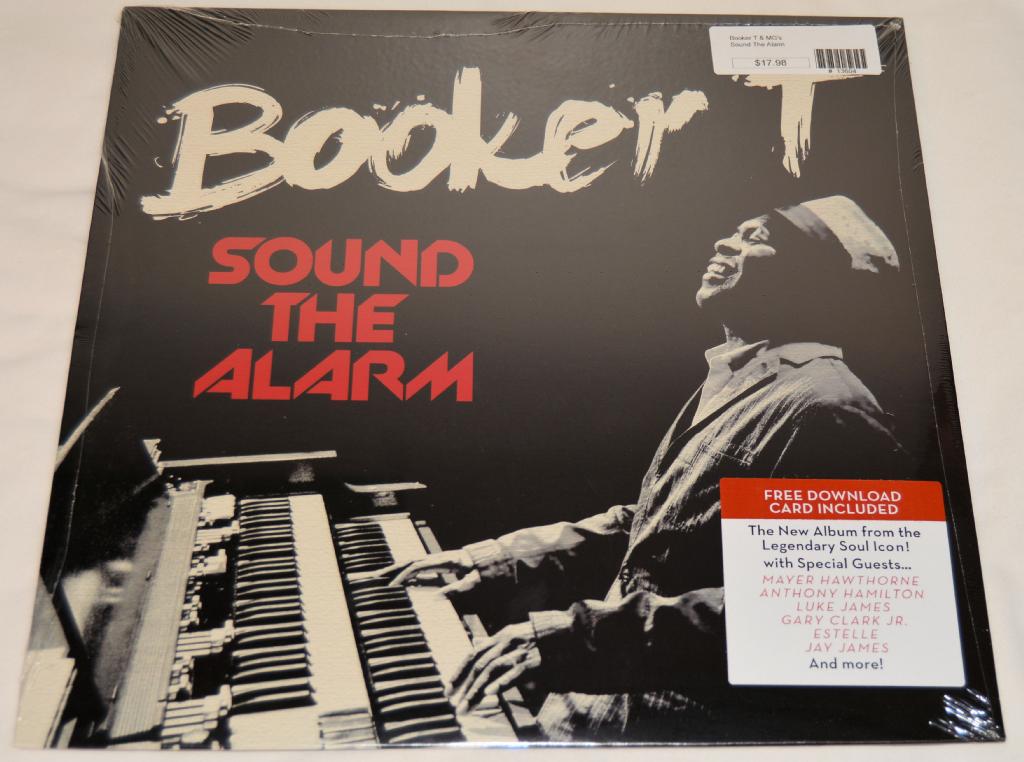 Booker T & MG's
Sound The Alarm
$17.98
# 13604
Booker T
SOUND
THE
ALARM
FREE DOWNLOAD
CARD INCLUDED
The New Album from the
Legendary Soul Icon!
with Special Guests...
MAYER HAWTHORNE
ANTHONY HAMILTON
LUKE JAMES
GARY CLARK JR.
ESTELLE
JAY JAMES
And more!